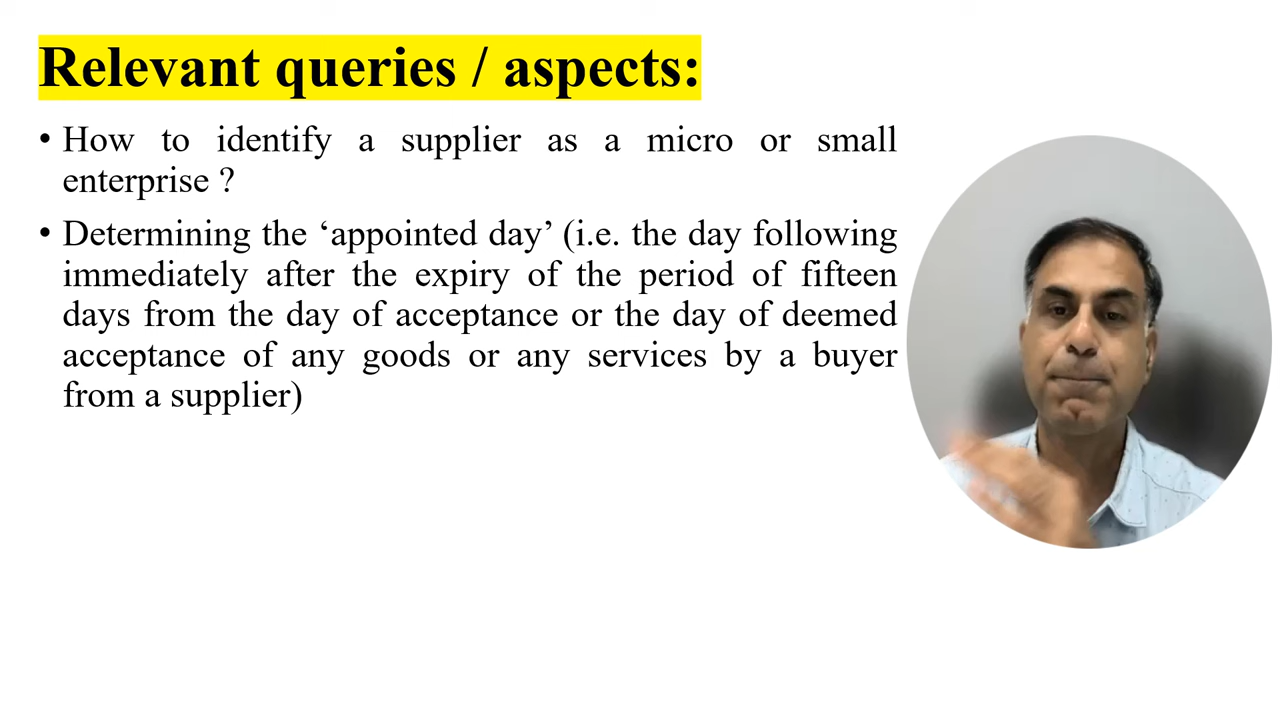 Relevant queries / aspects:
• How to identify a supplier as a micro or small
enterprise ?
• Determining the ‘appointed day’ (i.e. the day following
immediately after the expiry of the period of fifteen
days from the day of acceptance or the day of deemed
acceptance of any goods or any services by a buyer
from a supplier)